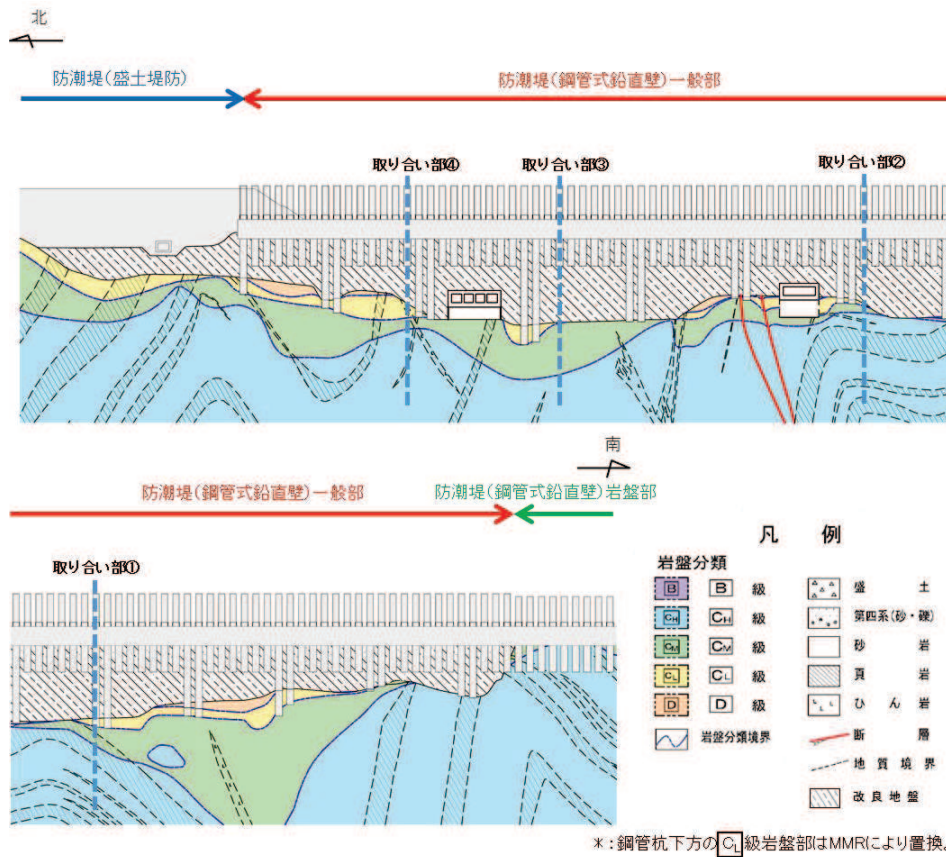 北
防潮堤(盛土堤防)
防潮堤(鋼管式鉛直壁)一般部
取り合い部④
取り合い部③
取り合い部②
南
防潮堤(鋼管式鉛直壁)一般部
防潮堤(鋼管式鉛直壁)岩盤部
取り合い部①
凡 例
岩盤分類
B B 級
CH CH 級
CM CM 級
CL CL 級
D D 級
岩盤分類境界
盛 土
第四系(砂・礫)
砂 岩
頁 岩
ひ ん 岩
断 層
地 質 境 界
改 良 地 盤
*:鋼管杭下方のCL級岩盤部はMMRにより置換。